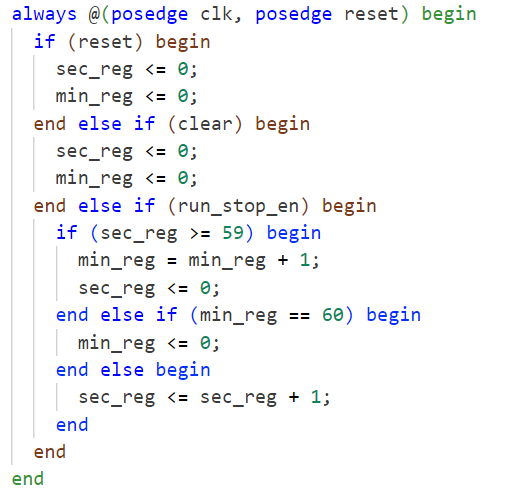 always @(posedge clk, posedge reset) begin
  if (reset) begin
    sec_reg <= 0;
    min_reg <= 0;
  end else if (clear) begin
    sec_reg <= 0;
    min_reg <= 0;
  end else if (run_stop_en) begin
    if (sec_reg >= 59) begin
      min_reg = min_reg + 1;
      sec_reg <= 0;
    end else if (min_reg == 60) begin
      min_reg <= 0;
    end else begin
      sec_reg <= sec_reg + 1;
    end
  end
end